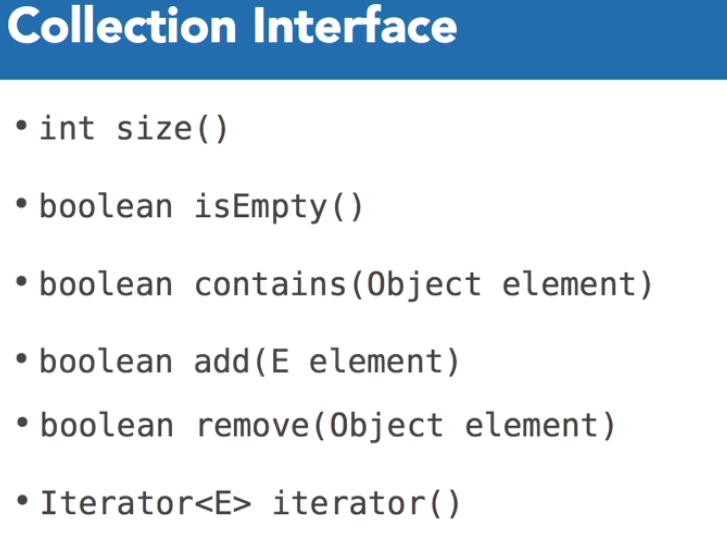 Collection Interface
• int size()
• boolean isEmpty()
• boolean contains(Object element)
• boolean add(E element)
• boolean remove(Object element)
• Iterator<E> iterator()